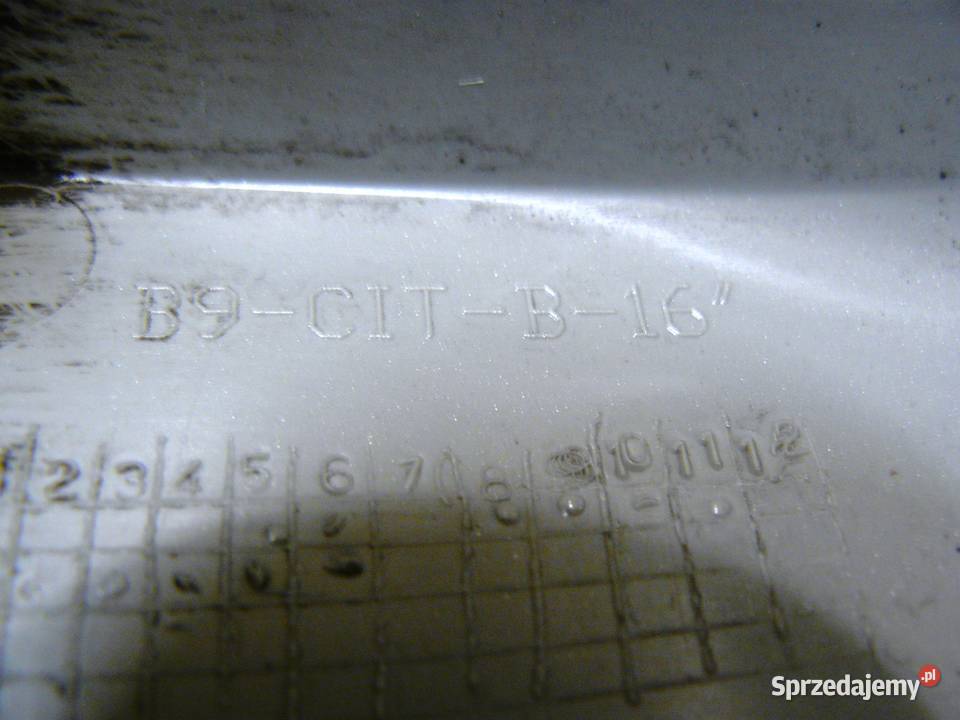 B9-CIT-B-16"
2 3 4 5 6 7 8 9 10 11 12
Sprzedajemy.pl